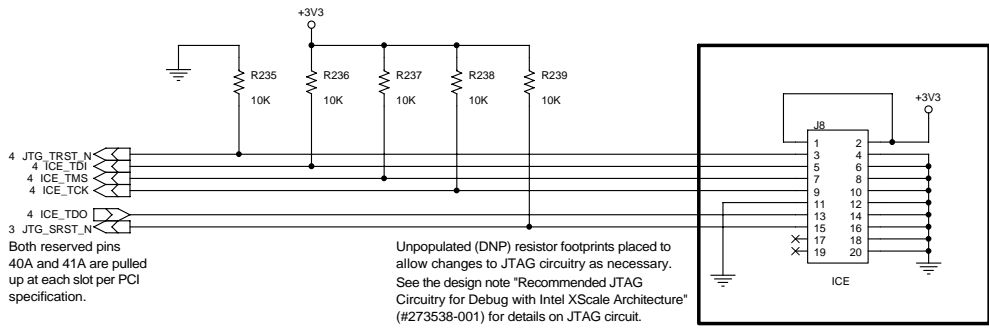 +3V3
R235
R236
R237
R238
R239
10K
10K
10K
10K
10K
+3V3
J8
1 2
3 4
5 6
7 8
9 10
11 12
13 14
15 16
17 18
19 20
ICE
4 JTG_TRST_N
4 ICE_TDI
4 ICE_TMS
4 ICE_TCK
4 ICE_TDO
3 JTG_SRST_N
Both reserved pins
40A and 41A are pulled
up at each slot per PCI
specification.
Unpopulated (DNP) resistor footprints placed to
allow changes to JTAG circuitry as necessary.
See the design note "Recommended JTAG
Circuitry for Debug with Intel XScale Architecture"
(#273538-001) for details on JTAG circuit.